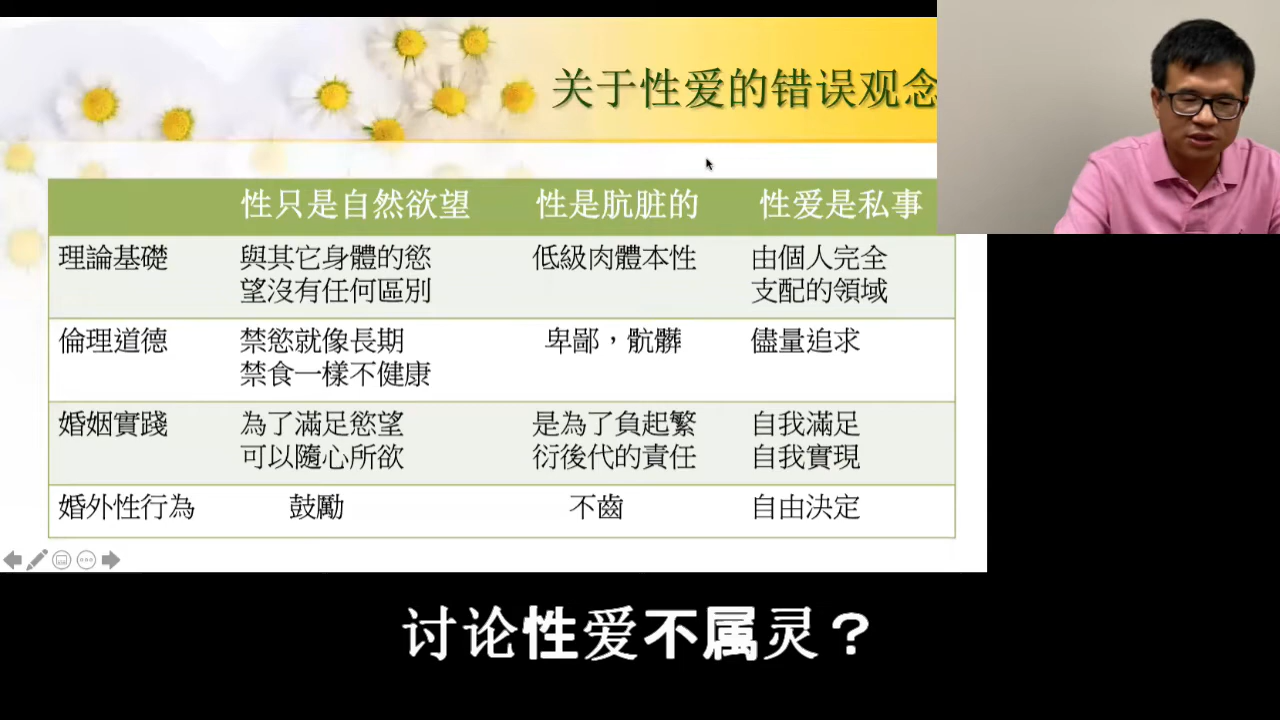 关于性爱的错误观念
性只是自然欲望 性是肮脏的 性爱是私事
理論基礎 與其它身體的慾 低級肉體本性 由個人完全
望沒有任何區別 支配的領域
倫理道德 禁慾就像長期 卑鄙，骯髒 儘量追求
禁食一樣不健康
婚姻實踐 為了滿足慾望 是為了負起繁 自我滿足
可以隨心所欲 衍後代的責任 自我實現
婚外性行為 鼓勵 不齒 自由決定
讨论性爱不属灵？